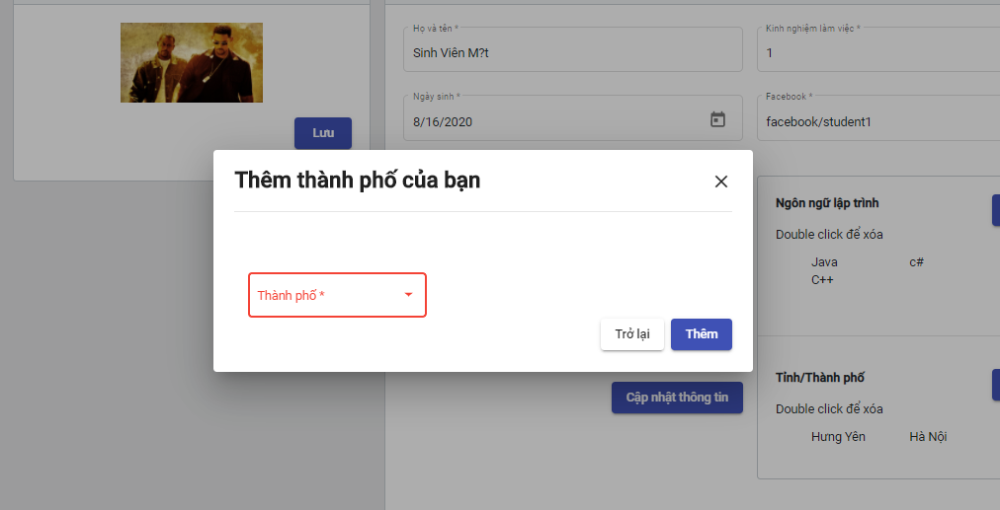 Họ và tên *
Kinh nghiệm làm việc *
Sinh Viên M?t
1
Ngày sinh *
Facebook *
8/16/2020
facebook/student1
Lưu
Thêm thành phố của bạn
Thành phố *
Trở lại
Thêm
Ngôn ngữ lập trình
Double click để xóa
Java
c#
C++
Tỉnh/Thành phố
Double click để xóa
Hưng Yên
Hà Nội
Cập nhật thông tin